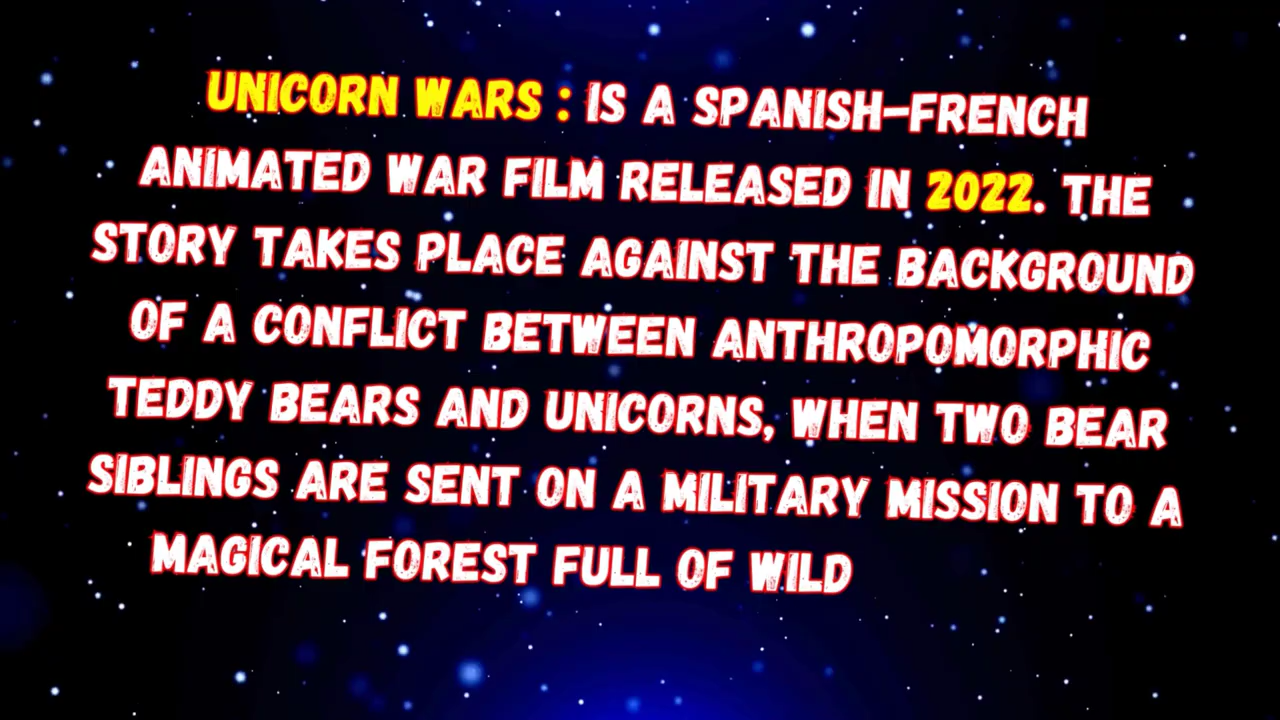 UNICORN WARS : IS A SPANISH-FRENCH
ANIMATED WAR FILM RELEASED IN 2022. THE
STORY TAKES PLACE AGAINST THE BACKGROUND
OF A CONFLICT BETWEEN ANTHROPOMORPHIC
TEDDY BEARS AND UNICORNS, WHEN TWO BEAR
SIBLINGS ARE SENT ON A MILITARY MISSION TO A
MAGICAL FOREST FULL OF WILD